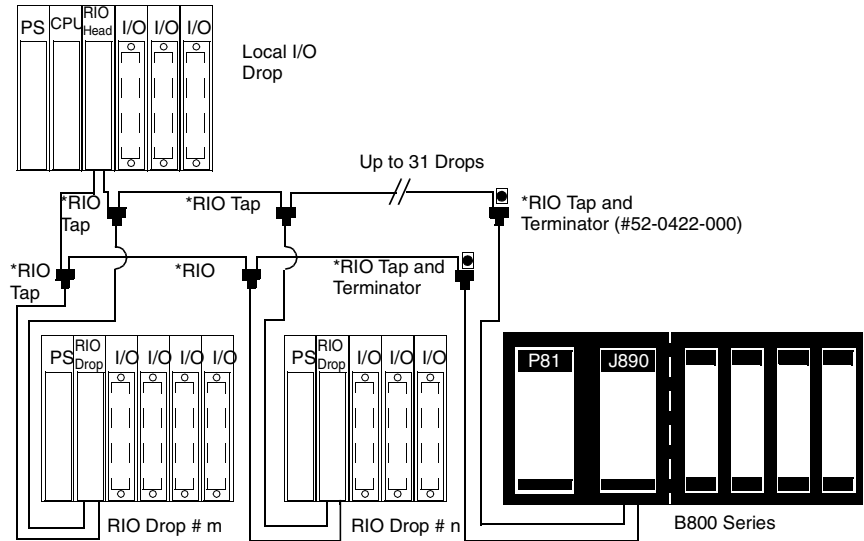 PS CPU RIO Head I/O I/O I/O
Local I/O
Drop
Up to 31 Drops
*RIO
Tap
*RIO Tap
*RIO Tap and
Terminator (#52-0422-000)
*RIO
Tap
*RIO
*RIO Tap and
Terminator
PS RIO Drop I/O I/O I/O I/O
PS RIO Drop I/O I/O I/O
P81 J890
RIO Drop # m
RIO Drop # n
B800 Series